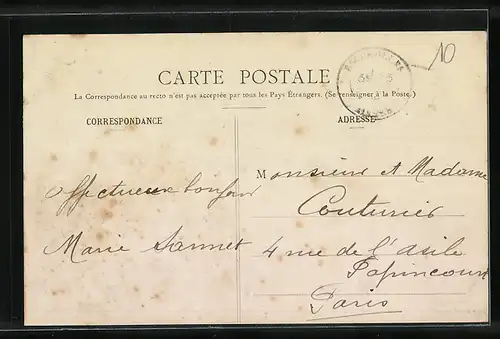 10
CARTE POSTALE
La Correspondance au recto n'est pas acceptée par tous les Pays Étrangers. (Se renseigner à la Poste.)
CORRESPONDANCE
ADRESSE
Affectueux bonjour
Marie Sannet
Monsieur et Madame
Couturier
4 rue de l'asile
Popincourt
Paris